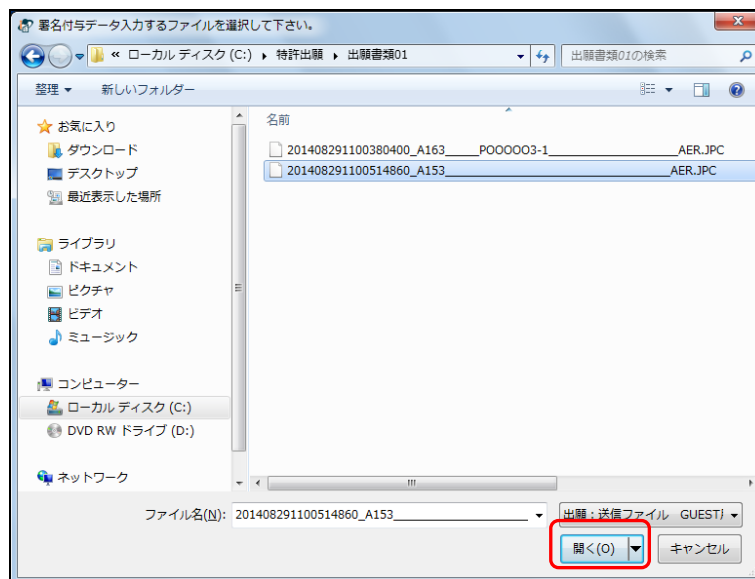 署名付与データ入力するファイルを選択して下さい。
« ローカル ディスク (C:) ▸ 特許出願 ▸ 出願書類01
出願書類01の検索
整理 ▼ 新しいフォルダー
お気に入り
ダウンロード
デスクトップ
最近表示した場所
ライブラリ
ドキュメント
ピクチャ
ビデオ
ミュージック
コンピューター
ローカル ディスク (C:)
DVD RW ドライブ (D:)
ネットワーク
名前
201408291100380400_A163_____POOOOO3-1______________________AER.JPC
201408291100514860_A153____________________________________AER.JPC
ファイル名(N): 201408291100514860_A153______________________
出願:送信ファイル GUEST
開く(O)
キャンセル